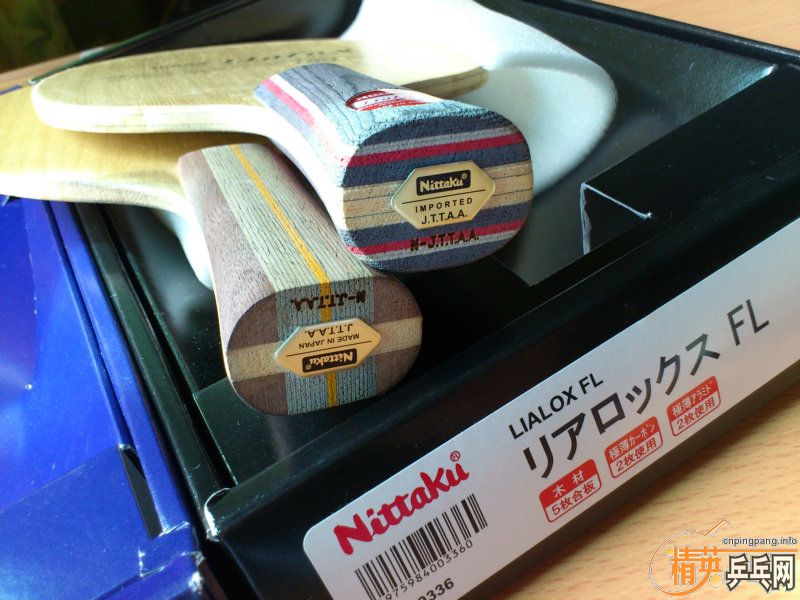 Nittaku®
IMPORTED
J.T.T.A.A.
N-J.T.T.A.A.
N-J.T.T.A.A.
Nittaku®
MADE IN JAPAN
J.T.T.A.A.
LIALOX FL
リアロックス FL
Nittaku®
木材
5枚合板
極薄カーボン
2枚使用
極薄アラミド
2枚使用
975984003360
0336
cnpingpang.info
精英乒乓网